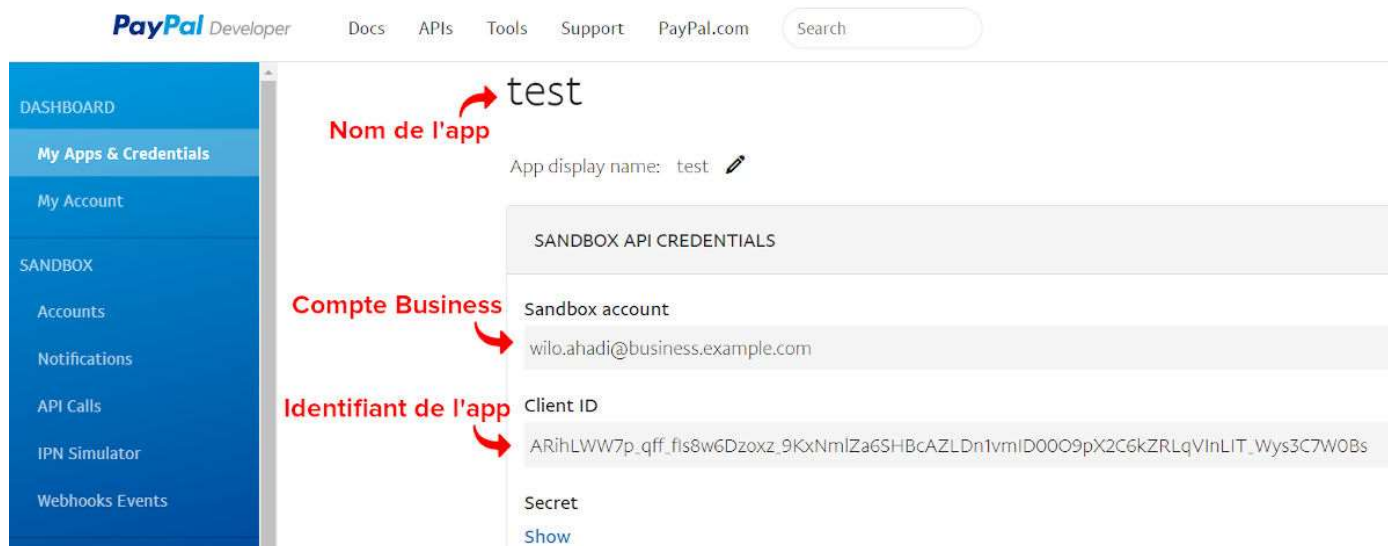 PayPal Developer Docs APIs Tools Support PayPal.com Search
DASHBOARD
My Apps & Credentials
My Account
SANDBOX
Accounts
Notifications
API Calls
IPN Simulator
Webhooks Events
test
Nom de l'app
App display name: test
SANDBOX API CREDENTIALS
Compte Business
Sandbox account
wilo.ahadi@business.example.com
Identifiant de l'app
Client ID
ARihLWW7p_qff_fIs8w6Dzoxz_9KxNmlZa6SHBcAZLDn1vmID00O9pX2C6kZRLqVInLIT_Wys3C7W0Bs
Secret
Show